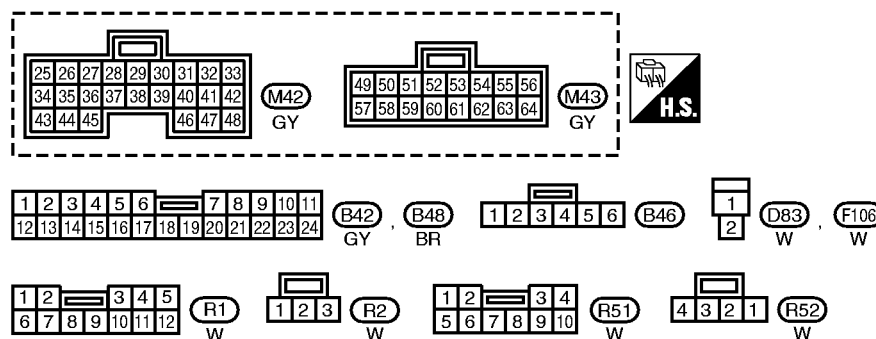 25 26 27 28 29 30 31 32 33
34 35 36 37 38 39 40 41 42
43 44 45 46 47 48
M42
GY
49 50 51 52 53 54 55 56
57 58 59 60 61 62 63 64
M43
GY
H.S.
1 2 3 4 5 6 7 8 9 10 11
12 13 14 15 16 17 18 19 20 21 22 23 24
B42 , B48
GY BR
1 2 3 4 5 6
B46
1
2
D83 , F106
W W
1 2 3 4 5
6 7 8 9 10 11 12
R1
W
1 2 3
R2
W
1 2 3 4
5 6 7 8 9 10
R51
W
4 3 2 1
R52
W